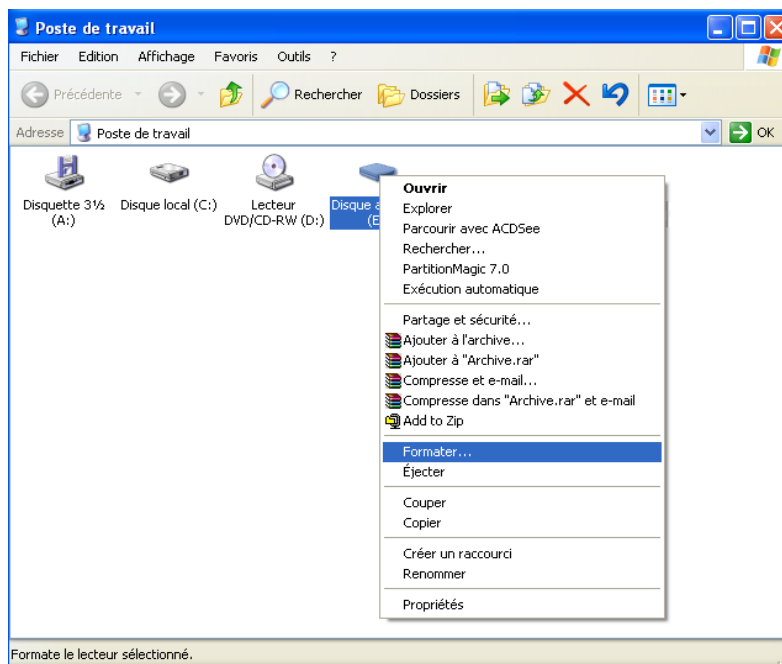 Poste de travail
Fichier Edition Affichage Favoris Outils ?
Précédente Rechercher Dossiers
Adresse Poste de travail OK
Disquette 3½ (A:)
Disque local (C:)
Lecteur DVD/CD-RW (D:)
Disque
(E
Ouvrir
Explorer
Parcourir avec ACDSee
Rechercher...
PartitionMagic 7.0
Exécution automatique
Partage et sécurité...
Ajouter à l'archive...
Ajouter à "Archive.rar"
Compresse et e-mail...
Compresse dans "Archive.rar" et e-mail
Add to Zip
Formater...
Éjecter
Couper
Copier
Créer un raccourci
Renommer
Propriétés
Formate le lecteur sélectionné.